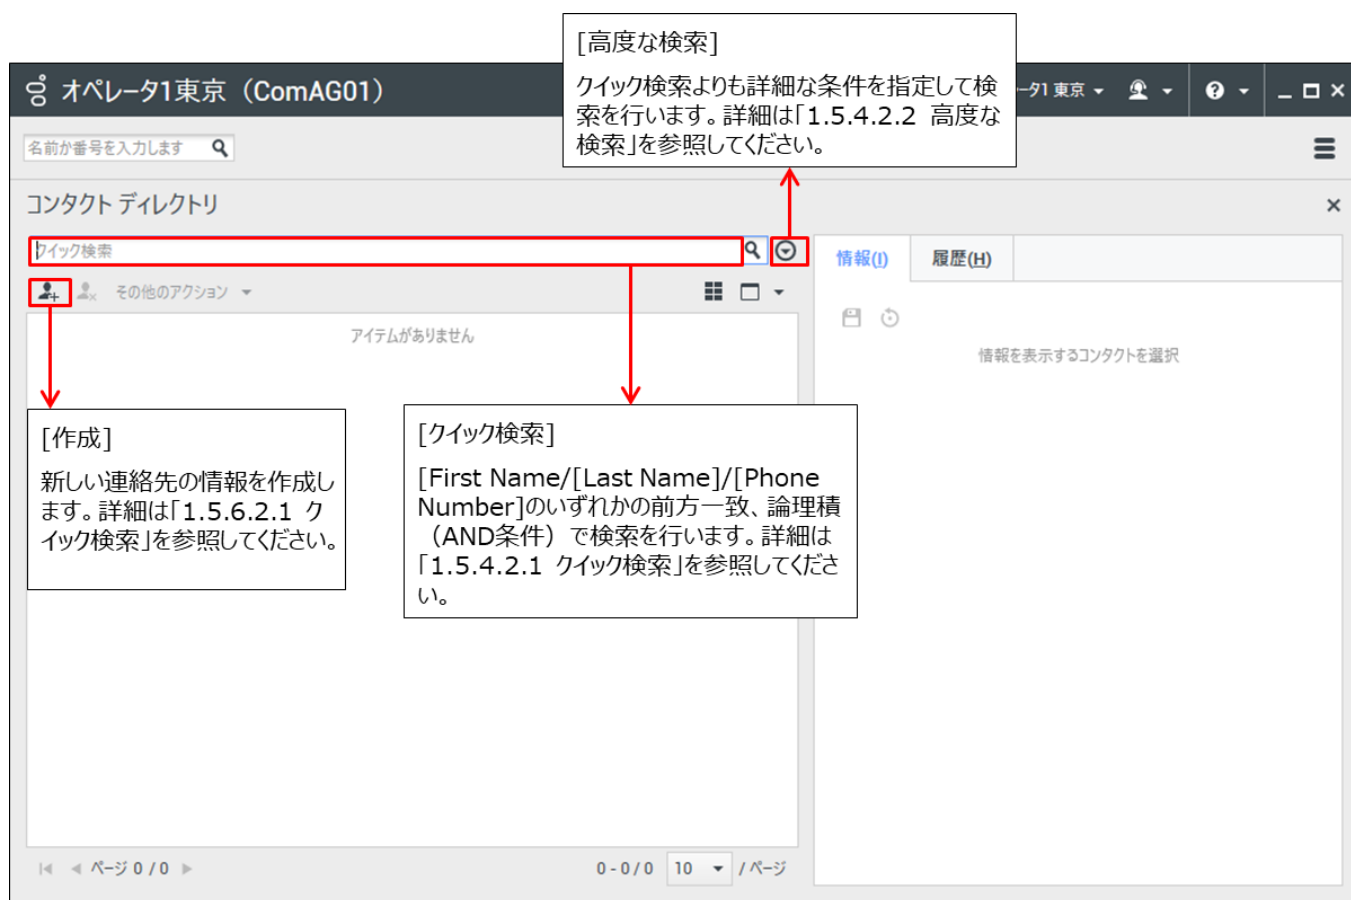 [高度な検索]
クイック検索よりも詳細な条件を指定して検
索を行います。詳細は「1.5.4.2.2 高度な
検索」を参照してください。
オペレータ1東京（ComAG01）
ータ1 東京
名前か番号を入力します
コンタクト ディレクトリ
クイック検索
情報(I)
履歴(H)
その他のアクション
アイテムがありません
情報を表示するコンタクトを選択
[作成]
新しい連絡先の情報を作成し
ます。詳細は「1.5.6.2.1 ク
イック検索」を参照してください。
[クイック検索]
[First Name/[Last Name]/[Phone
Number]のいずれかの前方一致、論理積
（AND条件）で検索を行います。詳細は
「1.5.4.2.1 クイック検索」を参照してくださ
い。
ページ 0 / 0
0 - 0 / 0
10
/ ページ